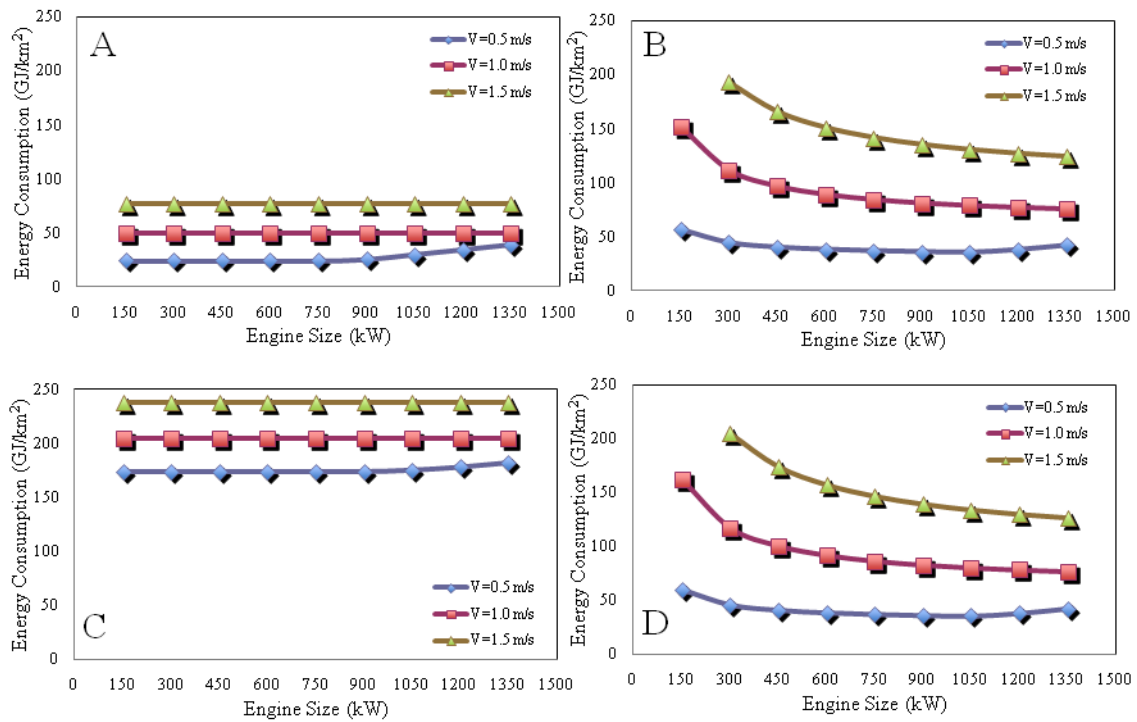 A
Energy Consumption (GJ/km²)
250
200
150
100
50
0
V=0.5 m/s
V=1.0 m/s
V=1.5 m/s
0 150 300 450 600 750 900 1050 1200 1350 1500
Engine Size (kW)
B
Energy Consumption (GJ/km²)
250
200
150
100
50
0
V=0.5 m/s
V=1.0 m/s
V=1.5 m/s
0 150 300 450 600 750 900 1050 1200 1350 1500
Engine Size (kW)
Energy Consumption (GJ/km²)
250
200
150
100
50
0
V=0.5 m/s
V=1.0 m/s
V=1.5 m/s
C
0 150 300 450 600 750 900 1050 1200 1350 1500
Engine Size (kW)
Energy Consumption (GJ/km²)
250
200
150
100
50
0
V=0.5 m/s
V=1.0 m/s
V=1.5 m/s
D
0 150 300 450 600 750 900 1050 1200 1350 1500
Engine Size (kW)